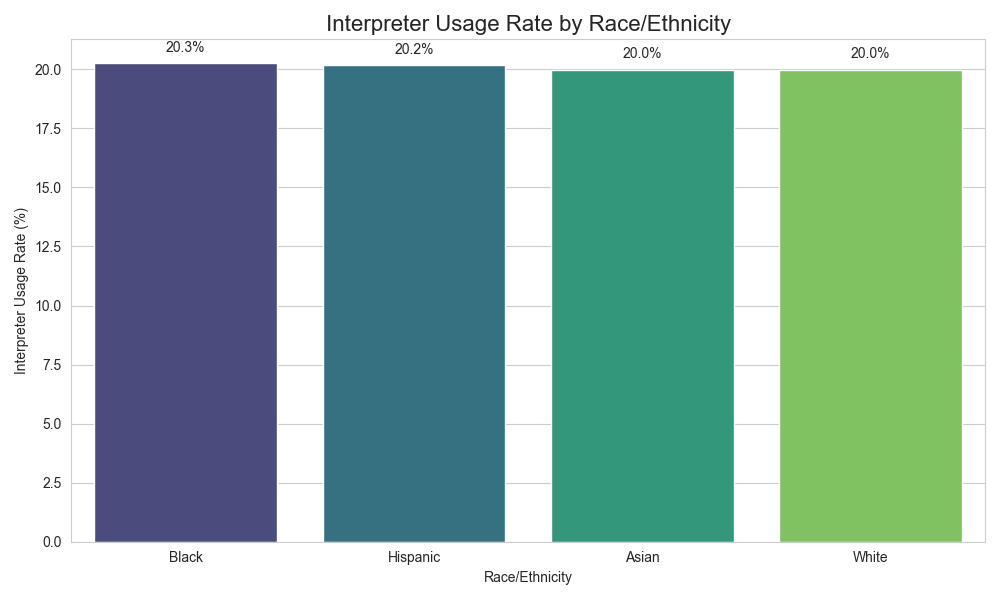 Interpreter Usage Rate by Race/Ethnicity
20.3%
20.2%
20.0%
20.0%
Interpreter Usage Rate (%)
20.0
17.5
15.0
12.5
10.0
7.5
5.0
2.5
0.0
Black
Hispanic
Asian
White
Race/Ethnicity